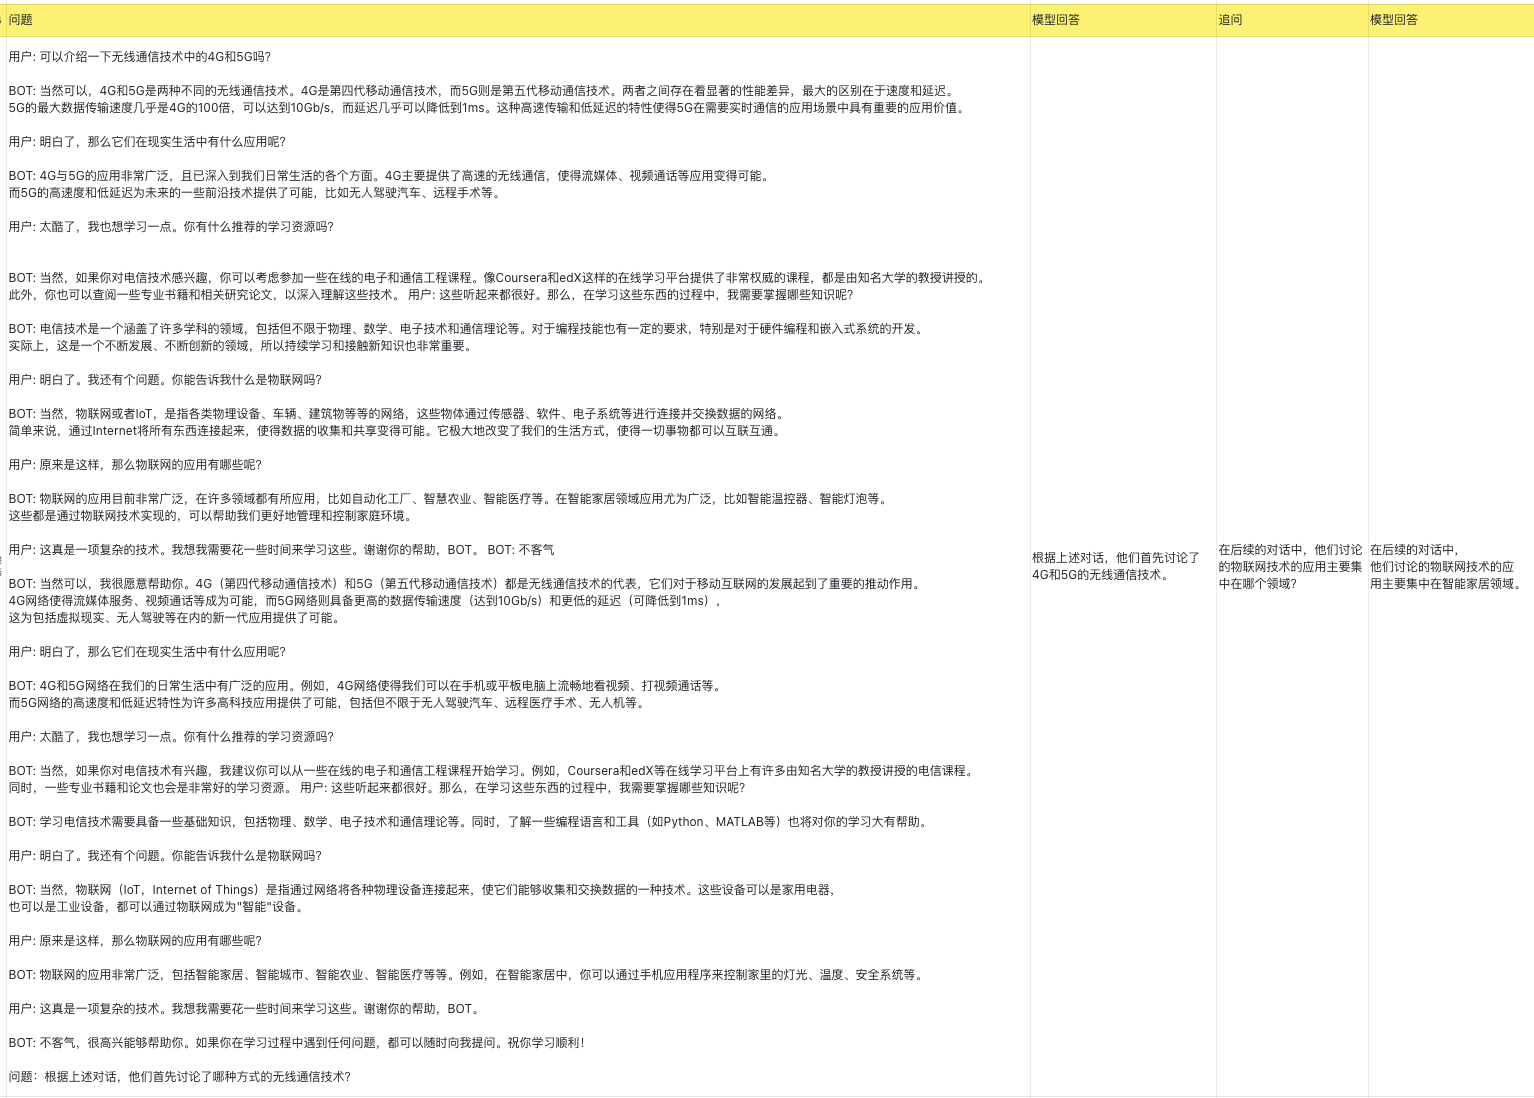 问题
模型回答
追问
模型回答
用户: 可以介绍一下无线通信技术中的4G和5G吗?
BOT: 当然可以，4G和5G是两种不同的无线通信技术。4G是第四代移动通信技术，而5G则是第五代移动通信技术。两者之间存在着显著的性能差异，最大的区别在于速度和延迟。
5G的最大数据传输速度几乎是4G的100倍，可以达到10Gb/s，而延迟几乎可以降低到1ms。这种高速传输和低延迟的特性使得5G在需要实时通信的应用场景中具有重要的应用价值。
用户: 明白了，那么它们在现实生活中有什么应用呢?
BOT: 4G与5G的应用非常广泛，且已深入到我们日常生活的各个方面。4G主要提供了高速的无线通信，使得流媒体、视频通话等应用变得可能。
而5G的高速度和低延迟为未来的一些前沿技术提供了可能，比如无人驾驶汽车、远程手术等。
用户: 太酷了，我也想学习一点。你有什么推荐的学习资源吗?
BOT: 当然，如果你对电信技术感兴趣，你可以考虑参加一些在线的电子和通信工程课程。像Coursera和edX这样的在线学习平台提供了非常权威的课程，都是由知名大学的教授讲授的。
此外，你也可以查阅一些专业书籍和相关研究论文，以深入理解这些技术。 用户: 这些听起来都很好。那么，在学习这些东西的过程中，我需要掌握哪些知识呢?
BOT: 电信技术是一个涵盖了许多学科的领域，包括但不限于物理、数学、电子技术和通信理论等。对于编程技能也有一定的要求，特别是对于硬件编程和嵌入式系统的开发。
实际上，这是一个不断发展、不断创新的领域，所以持续学习和接触新知识也非常重要。
用户: 明白了。我还有个问题。你能告诉我什么是物联网吗?
BOT: 当然，物联网或者IoT，是指各类物理设备、车辆、建筑物等等的网络，这些物体通过传感器、软件、电子系统等进行连接并交换数据的网络。
简单来说，通过Internet将所有东西连接起来，使得数据的收集和共享变得可能。它极大地改变了我们的生活方式，使得一切事物都可以互联互通。
用户: 原来是这样，那么物联网的应用有哪些呢?
BOT: 物联网的应用目前非常广泛，在许多领域都有所应用，比如自动化工厂、智慧农业、智能医疗等。在智能家居领域应用尤为广泛，比如智能温控器、智能灯泡等。
这些都是通过物联网技术实现的，可以帮助我们更好地管理和控制家庭环境。
用户: 这真是一项复杂的技术。我想我需要花一些时间来学习这些。谢谢你的帮助，BOT。 BOT: 不客气
BOT: 当然可以，我很愿意帮助你。4G（第四代移动通信技术）和5G（第五代移动通信技术）都是无线通信技术的代表，它们对于移动互联网的发展起到了重要的推动作用。
4G网络使得流媒体服务、视频通话等成为可能，而5G网络则具备更高的数据传输速度（达到10Gb/s）和更低的延迟（可降低到1ms），
这为包括虚拟现实、无人驾驶等在内的新一代应用提供了可能。
用户: 明白了，那么它们在现实生活中有什么应用呢?
BOT: 4G和5G网络在我们的日常生活中有广泛的应用。例如，4G网络使得我们可以在手机或平板电脑上流畅地看视频、打视频通话等。
而5G网络的高速度和低延迟特性为许多高科技应用提供了可能，包括但不限于无人驾驶汽车、远程医疗手术、无人机等。
用户: 太酷了，我也想学习一点。你有什么推荐的学习资源吗?
BOT: 当然，如果你对电信技术有兴趣，我建议你可以从一些在线的电子和通信工程课程开始学习。例如，Coursera和edX等在线学习平台上有许多由知名大学的教授讲授的电信课程。
同时，一些专业书籍和论文也会是非常好的学习资源。 用户: 这些听起来都很好。那么，在学习这些东西的过程中，我需要掌握哪些知识呢?
BOT: 学习电信技术需要具备一些基础知识，包括物理、数学、电子技术和通信理论等。同时，了解一些编程语言和工具（如Python、MATLAB等）也将对你的学习大有帮助。
用户: 明白了。我还有个问题。你能告诉我什么是物联网吗?
BOT: 当然，物联网（IoT，Internet of Things）是指通过网络将各种物理设备连接起来，使它们能够收集和交换数据的一种技术。这些设备可以是家用电器，
也可以是工业设备，都可以通过物联网成为"智能"设备。
用户: 原来是这样，那么物联网的应用有哪些呢?
BOT: 物联网的应用非常广泛，包括智能家居、智能城市、智能农业、智能医疗等等。例如，在智能家居中，你可以通过手机应用程序来控制家里的灯光、温度、安全系统等。
用户: 这真是一项复杂的技术。我想我需要花一些时间来学习这些。谢谢你的帮助，BOT。
BOT: 不客气，很高兴能够帮助你。如果你在学习过程中遇到任何问题，都可以随时向我提问。祝你学习顺利！
问题：根据上述对话，他们首先讨论了哪种方式的无线通信技术?
根据上述对话，他们首先讨论了
4G和5G的无线通信技术。
在后续的对话中，他们讨论
的物联网技术的应用主要集
中在哪个领域?
在后续的对话中，
他们讨论的物联网技术的应
用主要集中在智能家居领域。